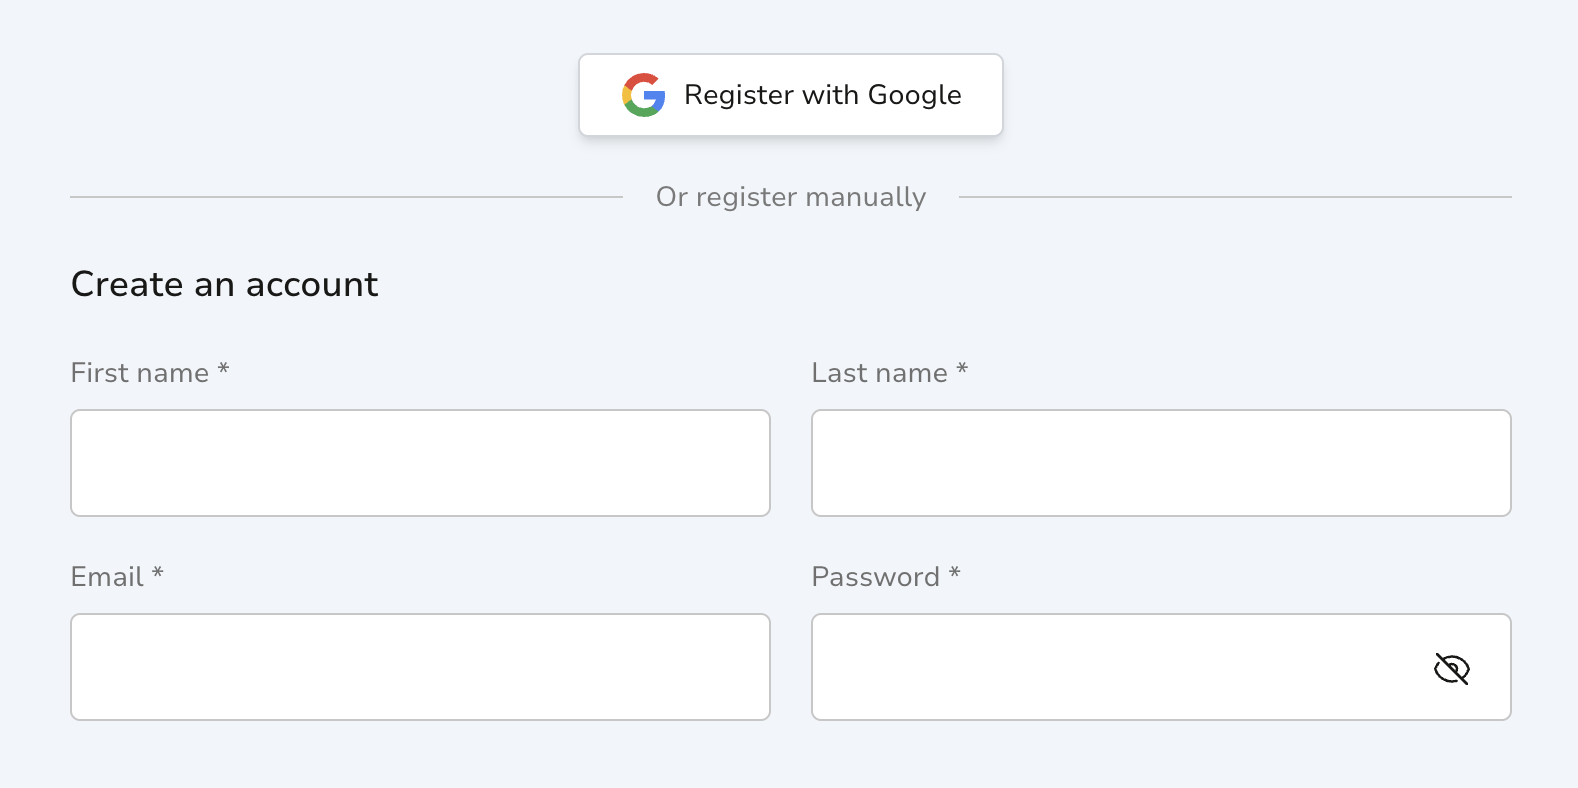 Register with Google
Or register manually
Create an account
First name *
Last name *
Email *
Password *